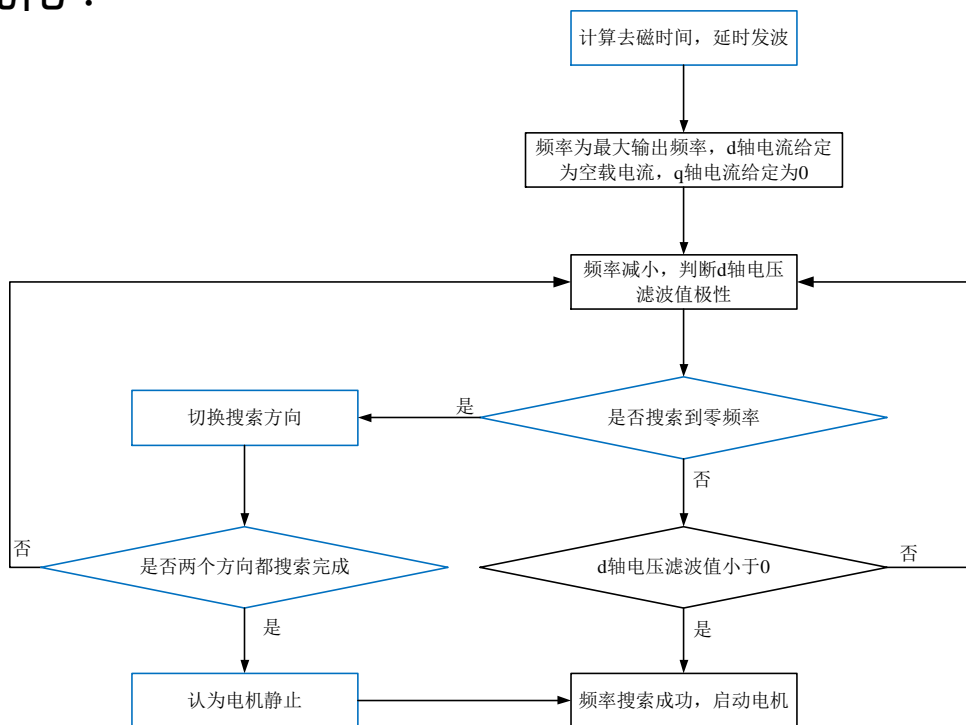 计算去磁时间，延时发波
频率为最大输出频率，d轴电流给定
为空载电流，q轴电流给定为0
频率减小，判断d轴电压
滤波值极性
是
切换搜索方向
是否搜索到零频率
否
否
是否两个方向都搜索完成
d轴电压滤波值小于0
否
是
是
认为电机静止
频率搜索成功，启动电机